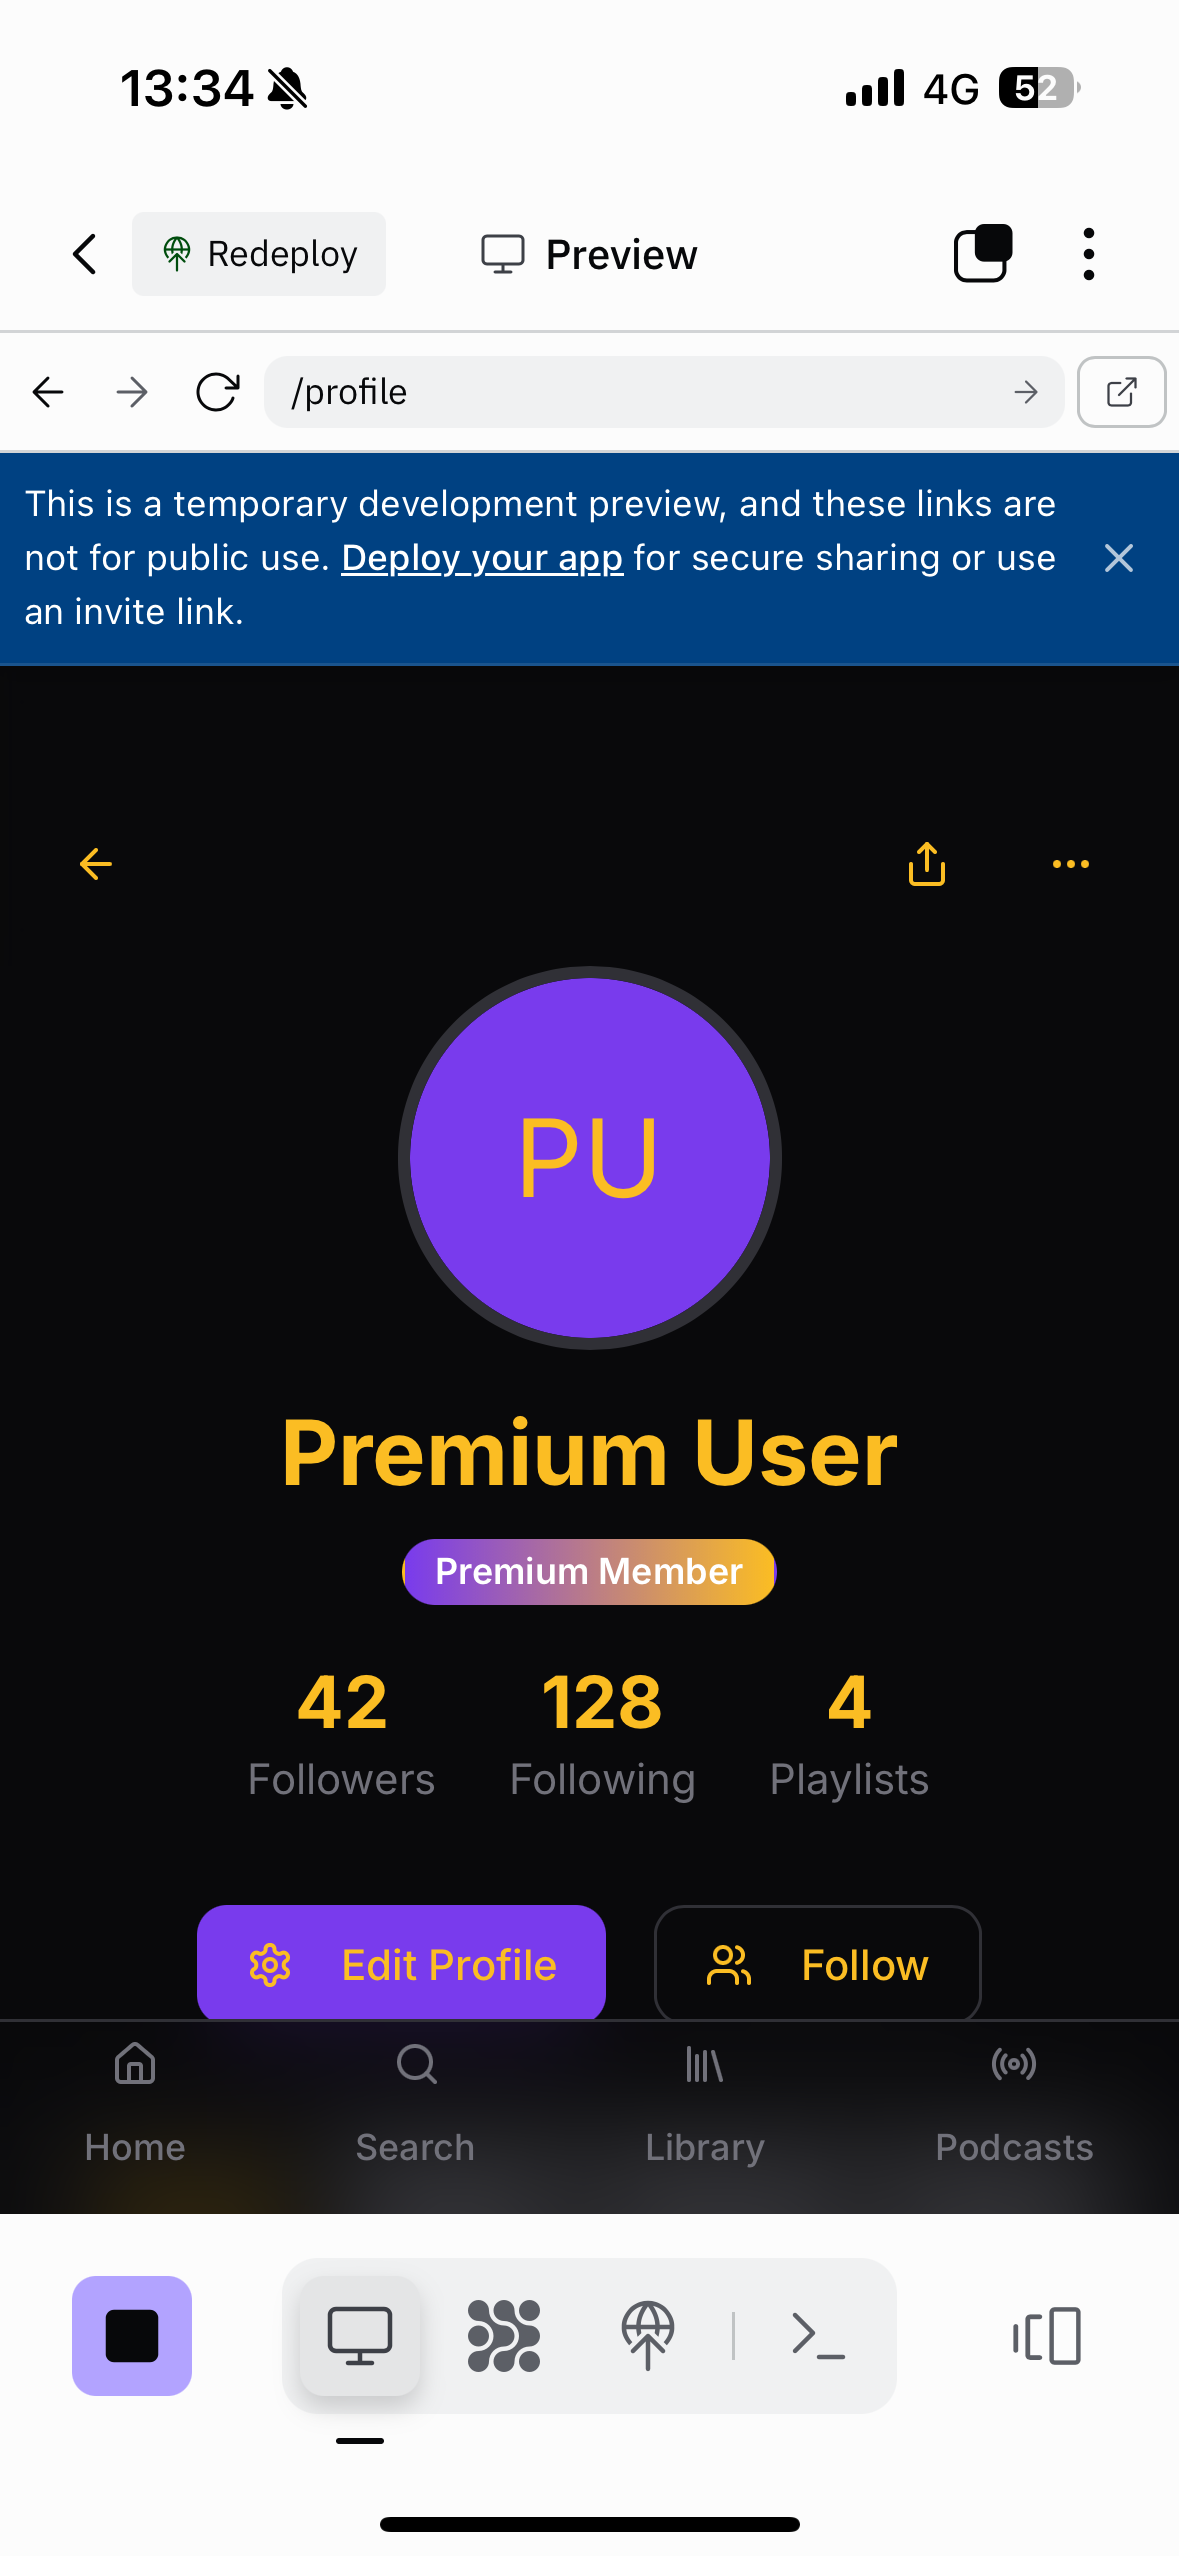 13:34
4G
52
Redeploy
Preview
/profile
This is a temporary development preview, and these links are
not for public use. Deploy your app for secure sharing or use
an invite link.
PU
Premium User
Premium Member
42 128 4
Followers Following Playlists
Edit Profile
Follow
Home Search Library Podcasts